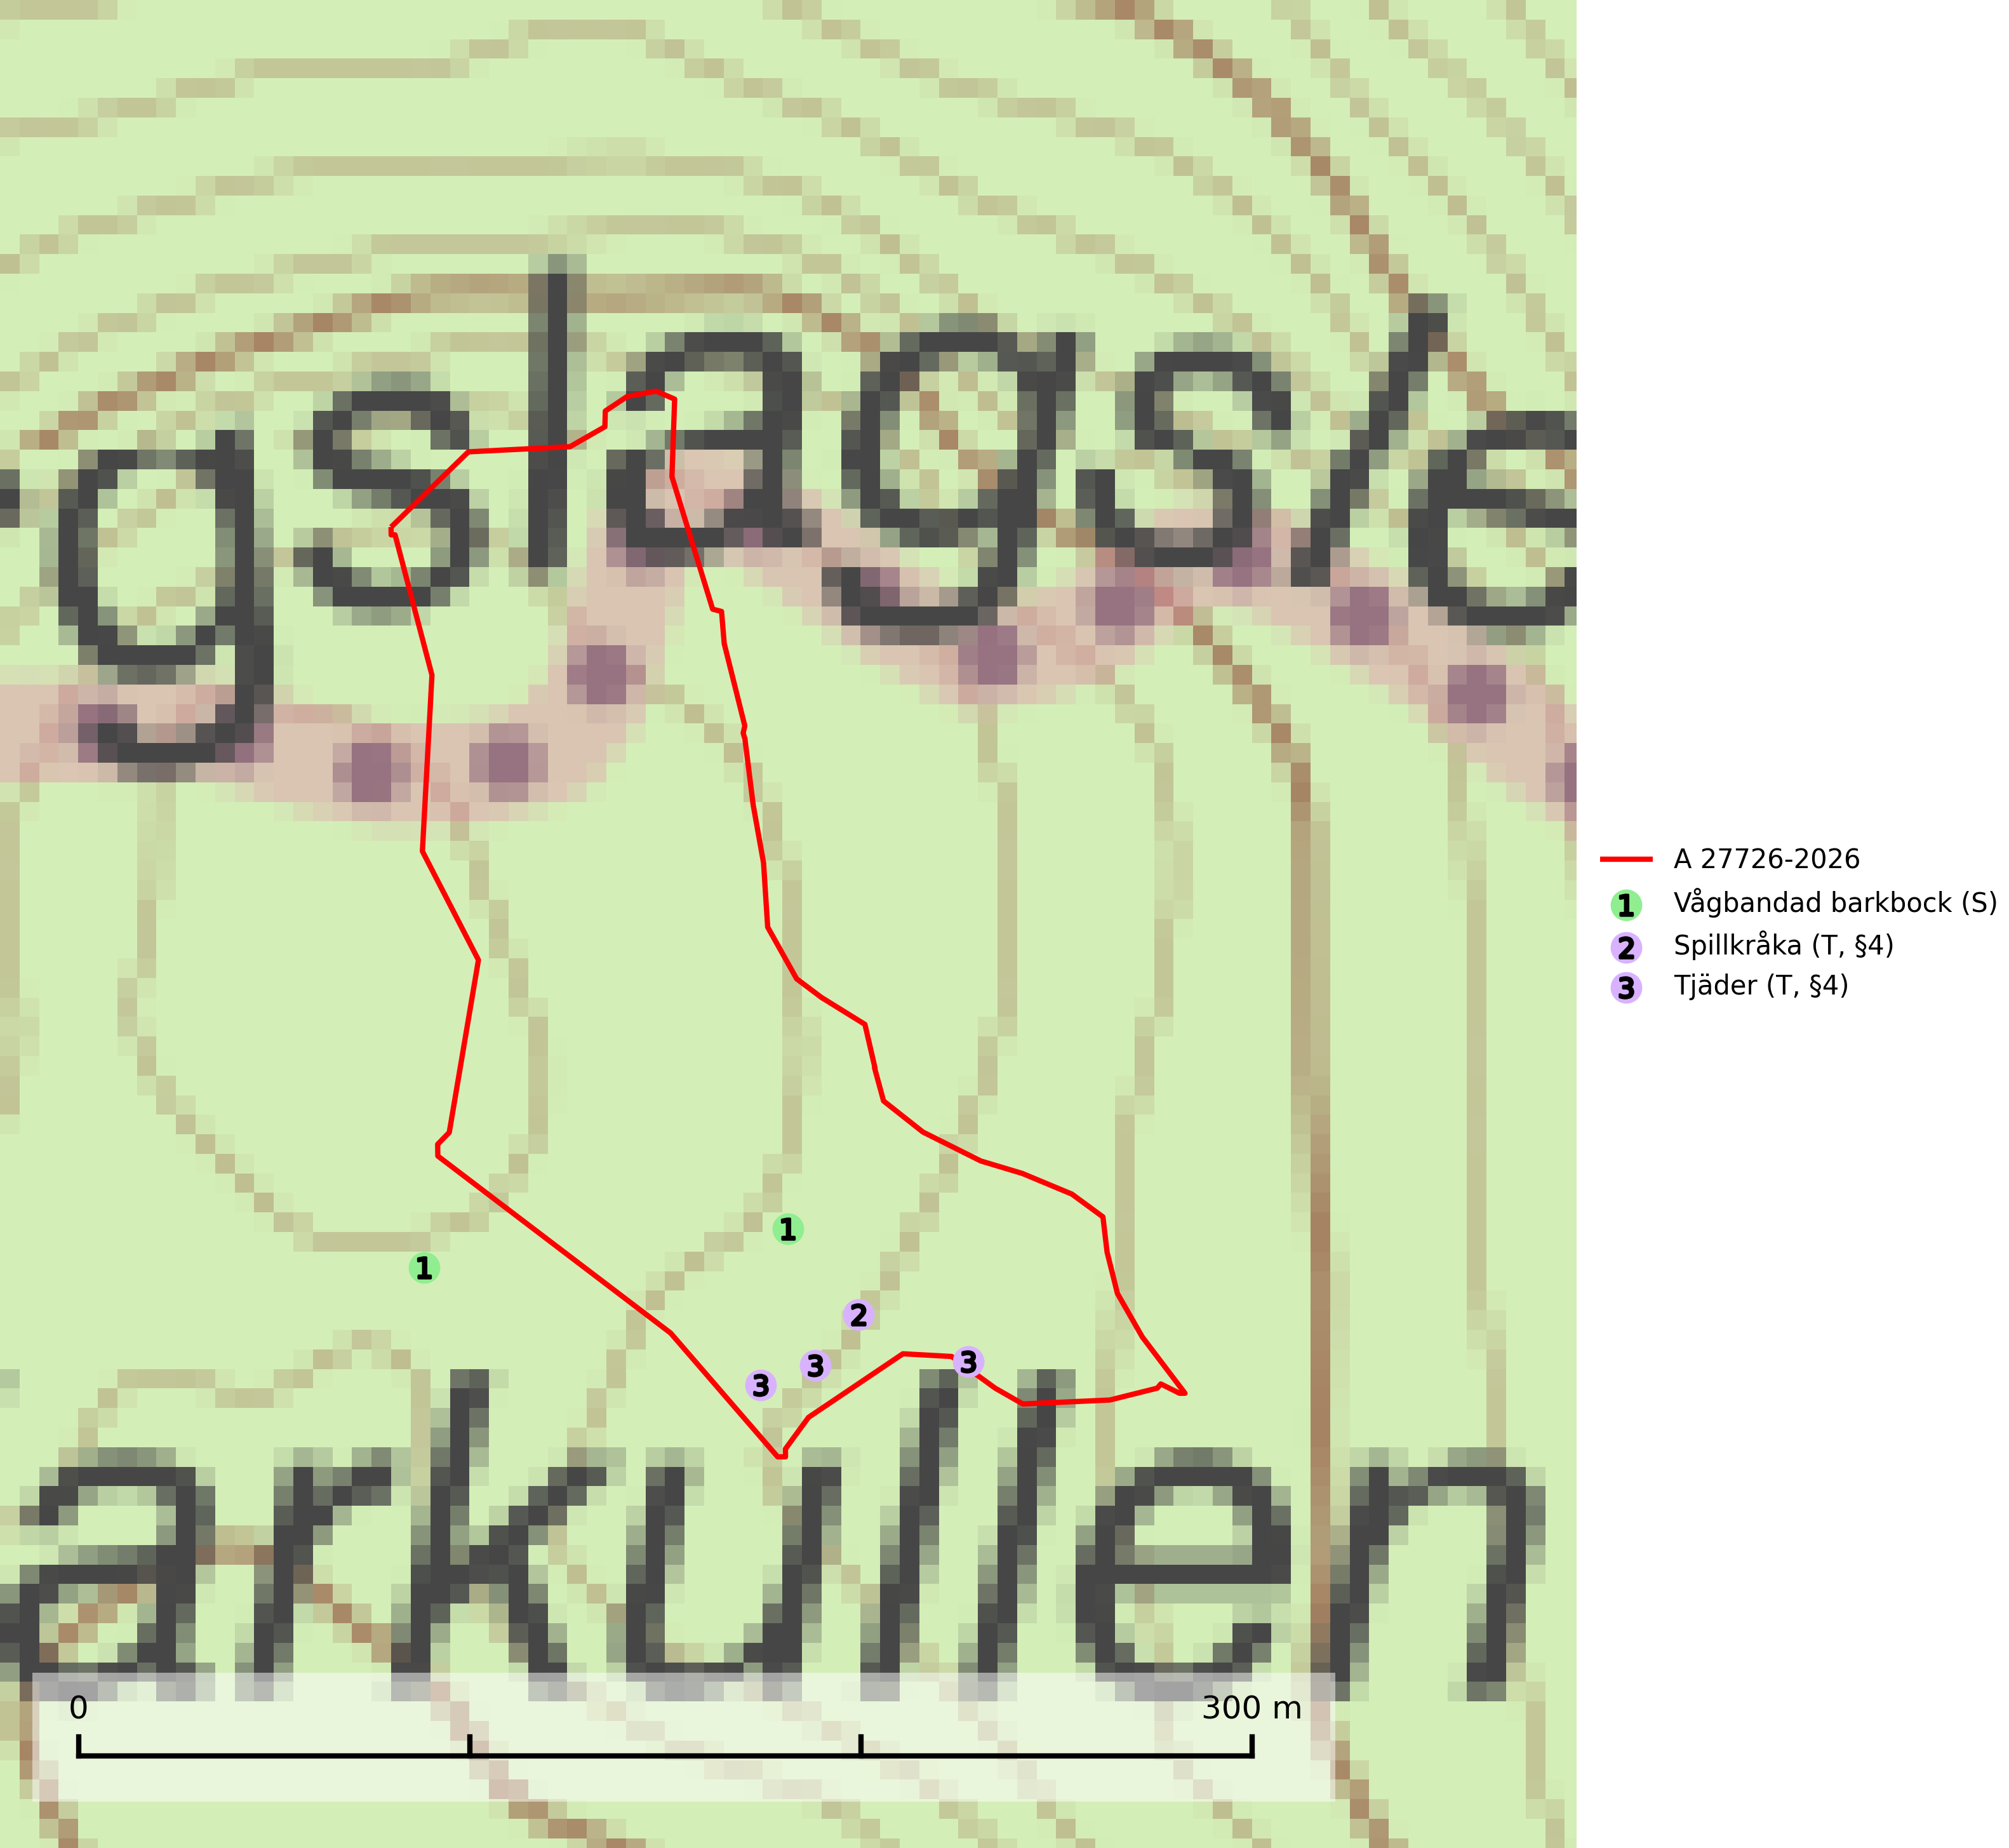 gslags/e
1
1
2
3
3
3
arkullen
0 300 m
A 27726-2026
1 Vågbandad barkbock (S)
2 Spillkråka (T, §4)
3 Tjäder (T, §4)